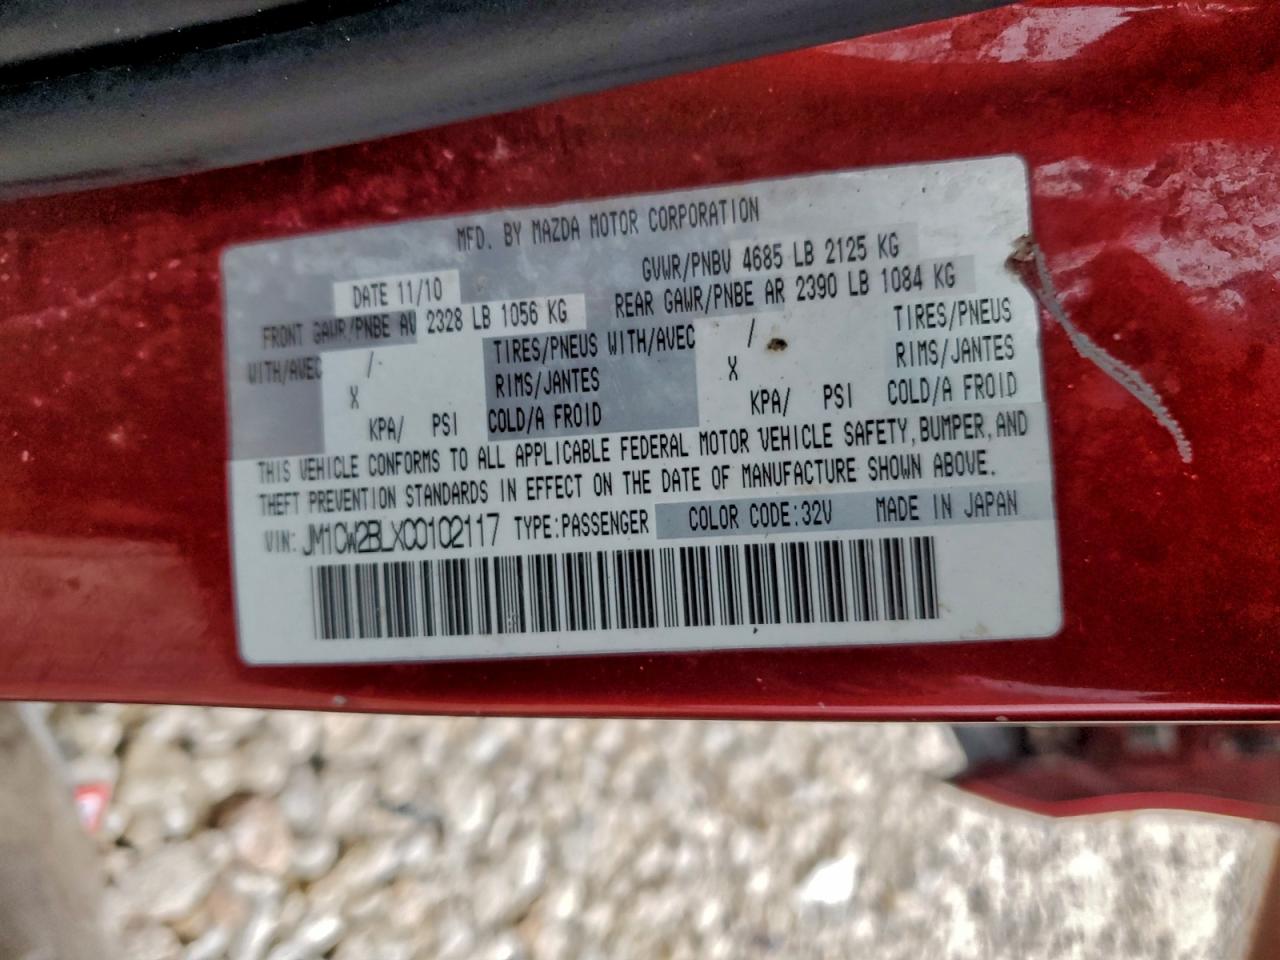 MFD. BY MAZDA MOTOR CORPORATION
DATE 11/10 GVWR/PNBV 4685 LB 2125 KG
FRONT GAWR/PNBE AV 2328 LB 1056 KG REAR GAWR/PNBE AR 2390 LB 1084 KG
WITH/AVEC / TIRES/PNEUS WITH/AVEC / TIRES/PNEUS
X RIMS/JANTES X RIMS/JANTES
KPA/ PSI COLD/A FROID KPA/ PSI COLD/A FROID
THIS VEHICLE CONFORMS TO ALL APPLICABLE FEDERAL MOTOR VEHICLE SAFETY, BUMPER, AND
THEFT PREVENTION STANDARDS IN EFFECT ON THE DATE OF MANUFACTURE SHOWN ABOVE.
VIN: JM1CW2BLXC0102117 TYPE:PASSENGER COLOR CODE:32V MADE IN JAPAN